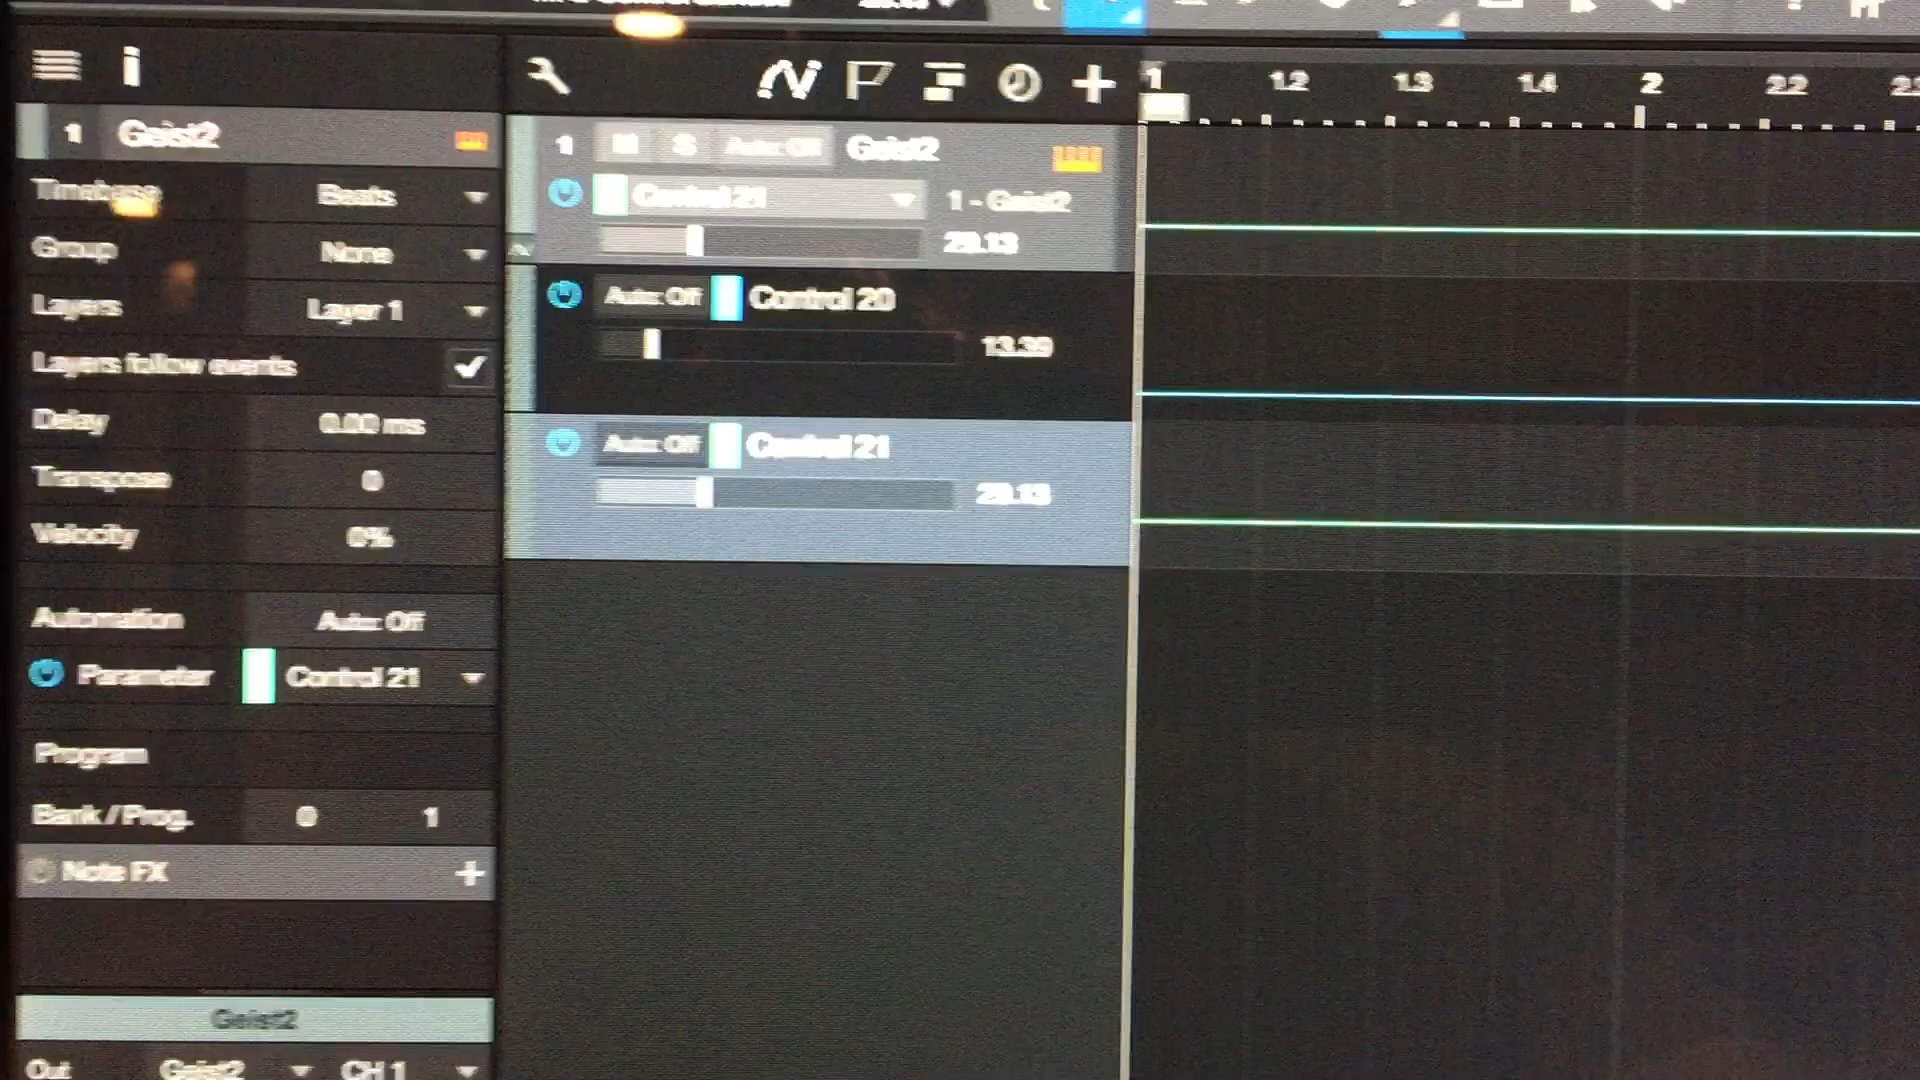 1 Geist2
Timebase Beats
Group None
Layers Layer 1
Layers follow events
Delay 0.00 ms
Transpose 0
Velocity 0%
Automation Auto: Off
Parameter Control 21
Program
Bank / Prog. 0 1
Note FX
Geist2
Out Geist2 CH 1
1 M S Auto: Off Geist2
Control 21 1 - Geist2
29.13
Auto: Off Control 20
13.39
Auto: Off Control 21
29.13
1 1.2 1.3 1.4 2 2.2